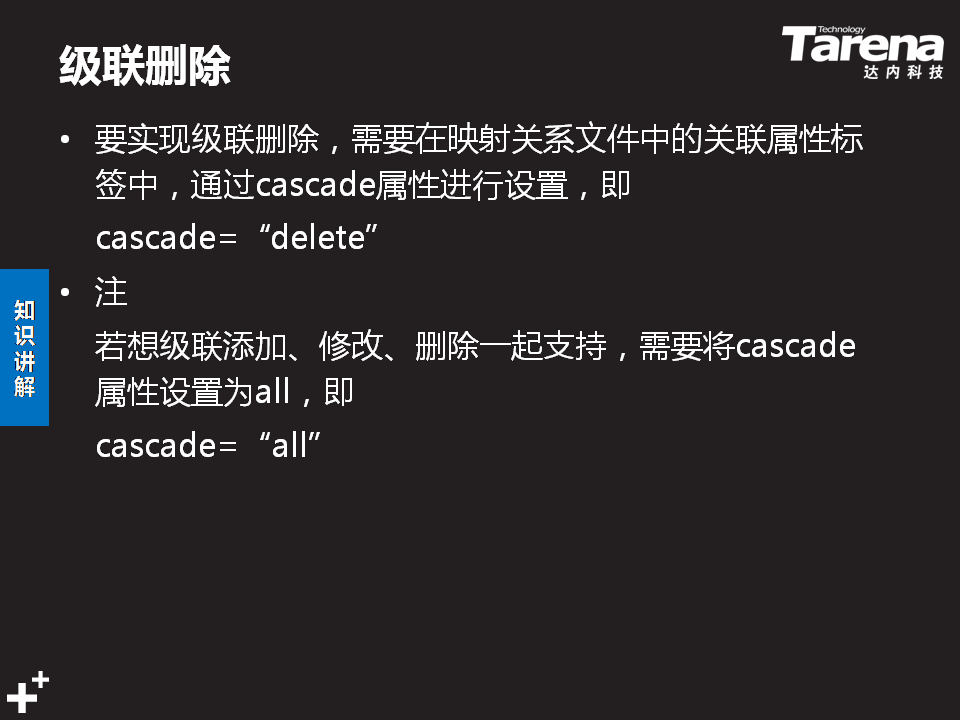 级联删除
Technology
Tarena
达内科技
• 要实现级联删除，需要在映射关系文件中的关联属性标
签中，通过cascade属性进行设置，即
cascade=“delete”
• 注
若想级联添加、修改、删除一起支持，需要将cascade
属性设置为all，即
cascade=“all”
知识讲解